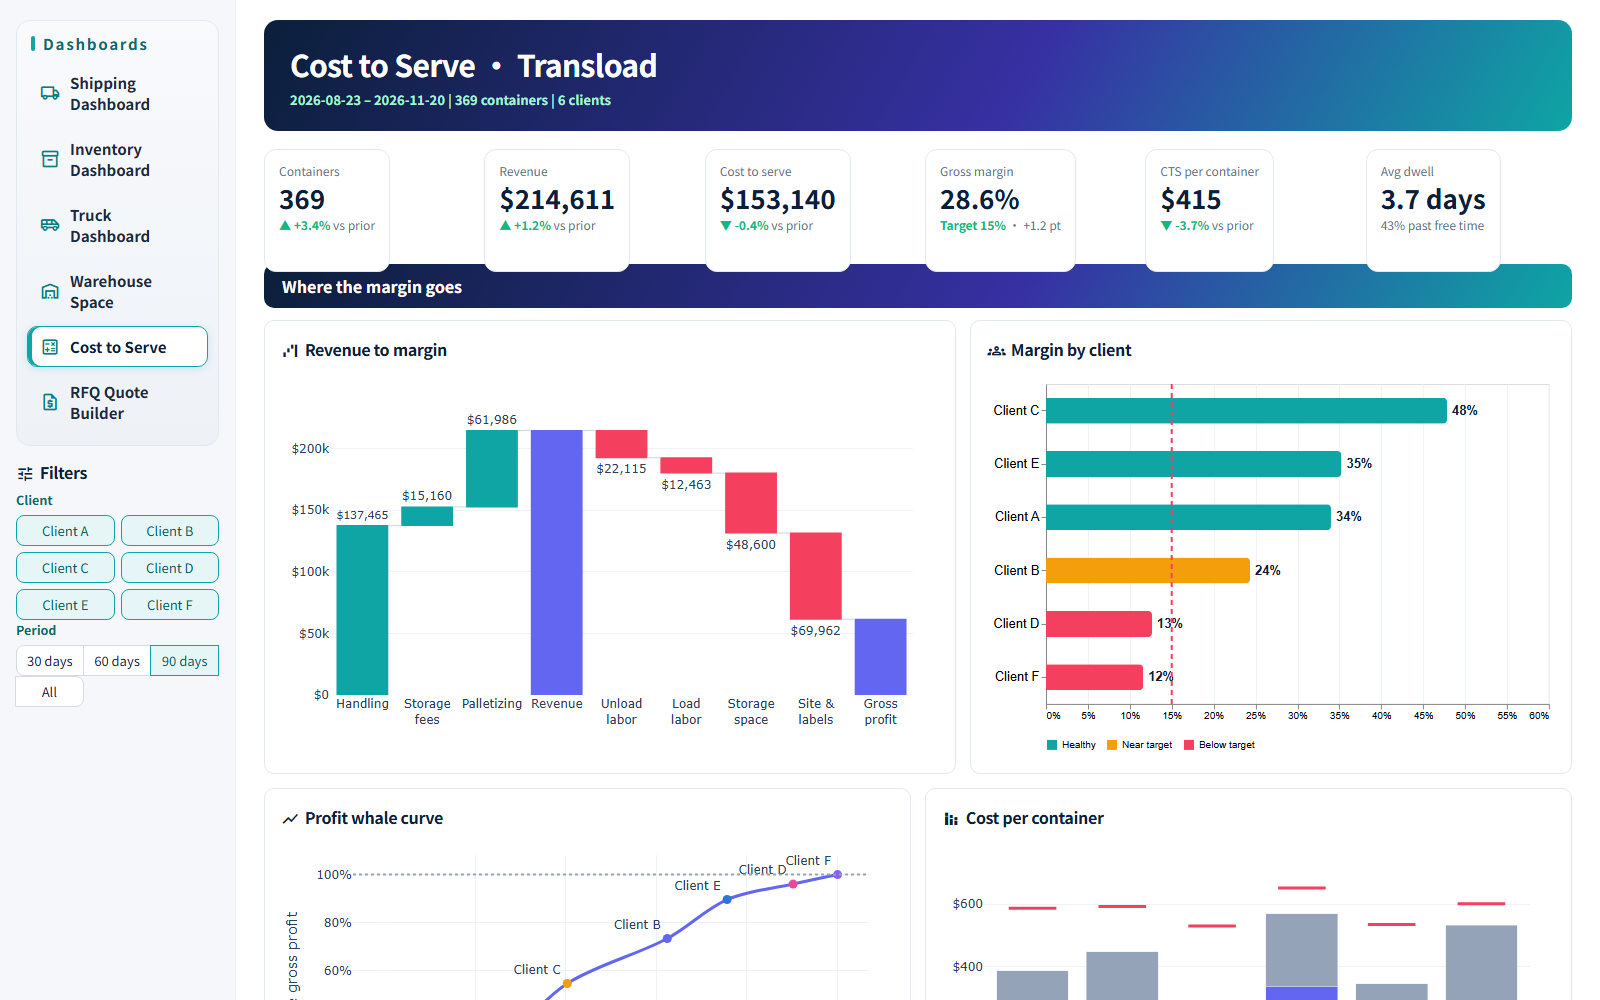 Dashboards
Shipping
Dashboard
Inventory
Dashboard
Truck
Dashboard
Warehouse
Space
Cost to Serve
RFQ Quote
Builder
Filters
Client
Client A
Client B
Client C
Client D
Client E
Client F
Period
30 days
60 days
90 days
All
Cost to Serve • Transload
2026-08-23 – 2026-11-20 | 369 containers | 6 clients
Containers
369
▲ +3.4% vs prior
Revenue
$214,611
▲ +1.2% vs prior
Cost to serve
$153,140
▼ -0.4% vs prior
Gross margin
28.6%
Target 15% • +1.2 pt
CTS per container
$415
▼ -3.7% vs prior
Avg dwell
3.7 days
43% past free time
Where the margin goes
Revenue to margin
$200k
$150k
$100k
$50k
$0
$137,465
$15,160
$61,986
$22,115
$12,463
$48,600
$69,962
Handling
Storage
fees
Palletizing
Revenue
Unload
labor
Load
labor
Storage
space
Site &
labels
Gross
profit
Margin by client
Client C
48%
Client E
35%
Client A
34%
Client B
24%
Client D
13%
Client F
12%
0% 5% 10% 15% 20% 25% 30% 35% 40% 45% 50% 55% 60%
Healthy
Near target
Below target
Profit whale curve
100%
80%
60%
gross profit
Client C
Client B
Client E
Client D
Client F
Cost per container
$600
$400